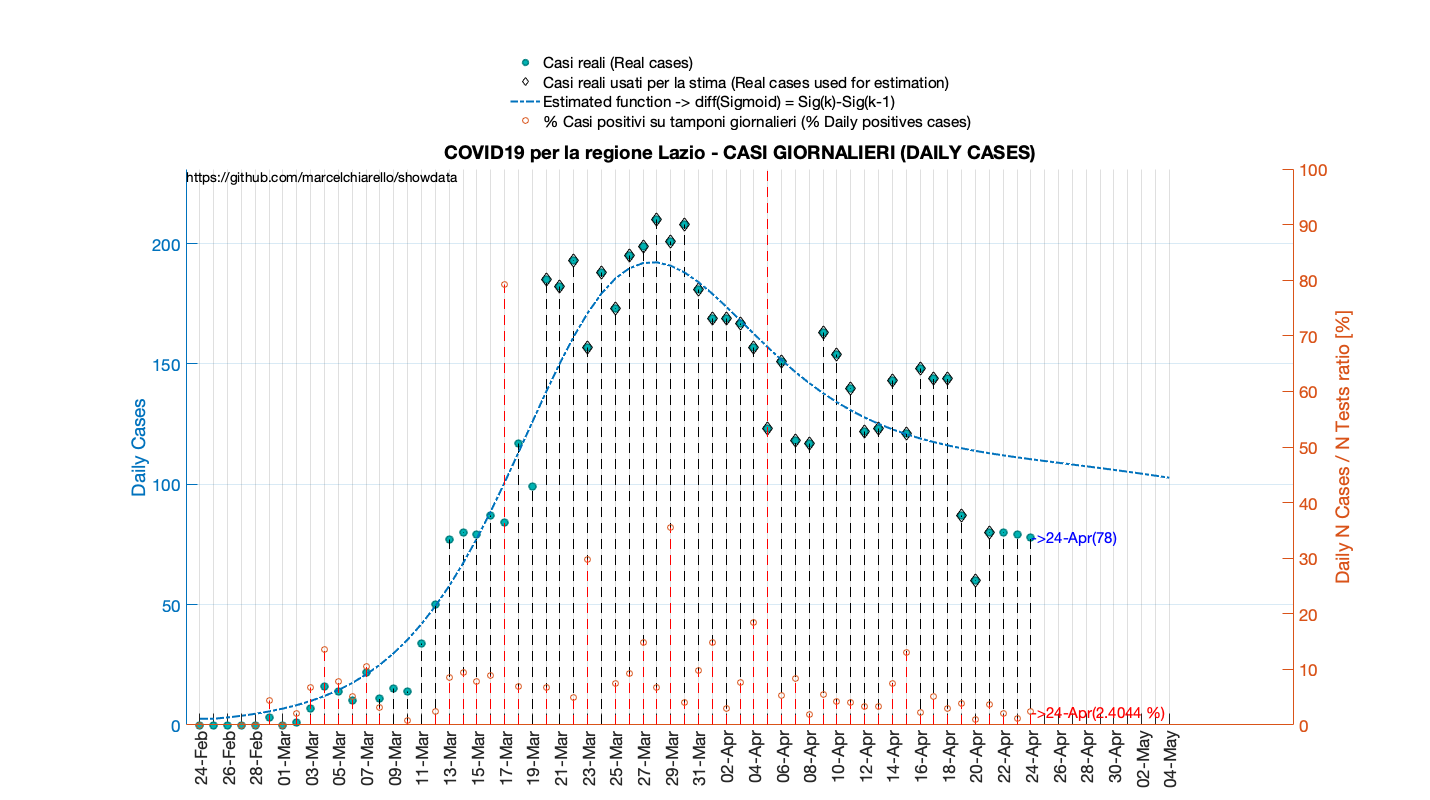 Casi reali (Real cases)
Casi reali usati per la stima (Real cases used for estimation)
Estimated function -> diff(Sigmoid) = Sig(k)-Sig(k-1)
% Casi positivi su tamponi giornalieri (% Daily positives cases)
COVID19 per la regione Lazio - CASI GIORNALIERI (DAILY CASES)
https://github.com/marcelchiarello/showdata
Daily Cases
200
150
100
50
0
100
90
80
70
60
50
40
30
20
10
0
Daily N Cases / N Tests ratio [%]
->24-Apr(78)
->24-Apr(2.4044 %)
24-Feb
26-Feb
28-Feb
01-Mar
03-Mar
05-Mar
07-Mar
09-Mar
11-Mar
13-Mar
15-Mar
17-Mar
19-Mar
21-Mar
23-Mar
25-Mar
27-Mar
29-Mar
31-Mar
02-Apr
04-Apr
06-Apr
08-Apr
10-Apr
12-Apr
14-Apr
16-Apr
18-Apr
20-Apr
22-Apr
24-Apr
26-Apr
28-Apr
30-Apr
02-May
04-May